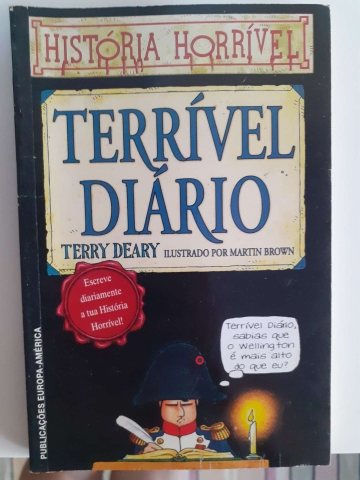 HISTÓRIA HORRÍVEL
TERRÍVEL
DIÁRIO
TERRY DEARY ILUSTRADO POR MARTIN BROWN
Escreve
diariamente
a tua História
Horrível!
Terrível Diário,
sabias que
o Wellington
é mais alto
do que eu?
PUBLICAÇÕES EUROPA-AMÉRICA